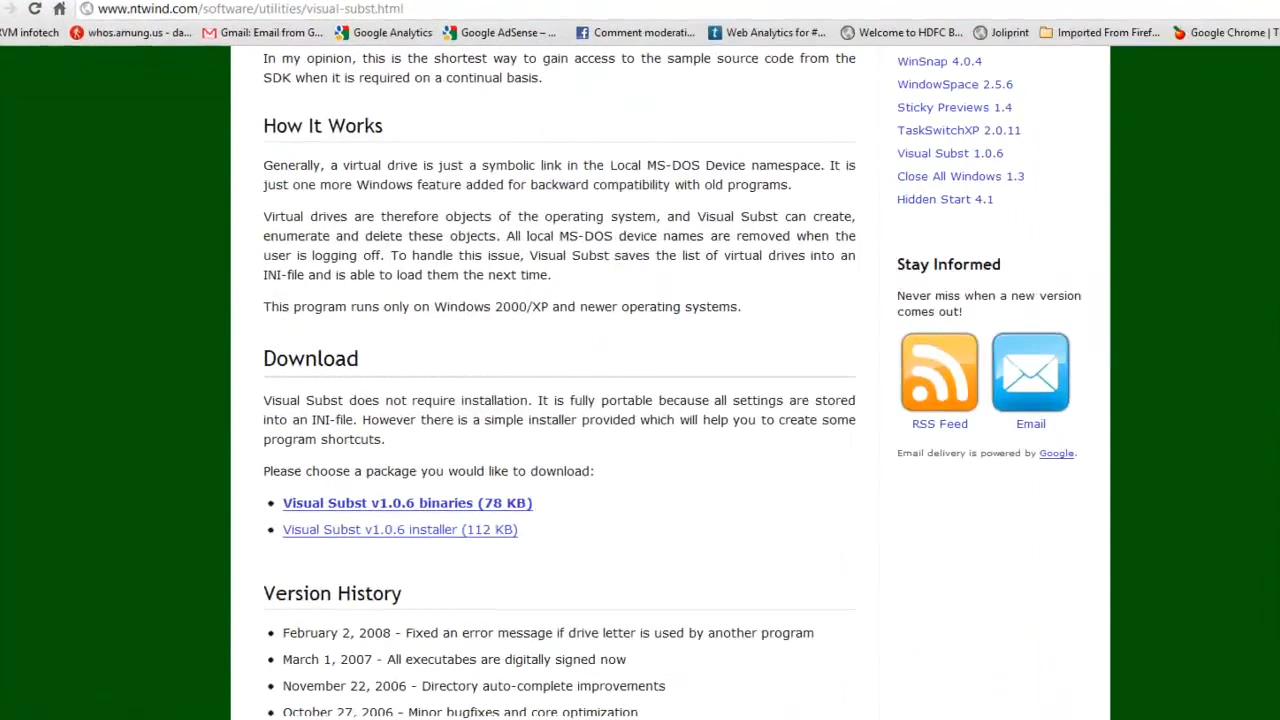 www.ntwind.com/software/utilities/visual-subst.html
XVM infotech
whos.amung.us - da...
Gmail: Email from G...
Google Analytics
Google AdSense – ...
Comment moderati...
Web Analytics for #...
Welcome to HDFC B...
Joliprint
Imported From Firef...
Google Chrome | T
In my opinion, this is the shortest way to gain access to the sample source code from the
SDK when it is required on a continual basis.
How It Works
Generally, a virtual drive is just a symbolic link in the Local MS-DOS Device namespace. It is
just one more Windows feature added for backward compatibility with old programs.
Virtual drives are therefore objects of the operating system, and Visual Subst can create,
enumerate and delete these objects. All local MS-DOS device names are removed when the
user is logging off. To handle this issue, Visual Subst saves the list of virtual drives into an
INI-file and is able to load them the next time.
This program runs only on Windows 2000/XP and newer operating systems.
Download
Visual Subst does not require installation. It is fully portable because all settings are stored
into an INI-file. However there is a simple installer provided which will help you to create some
program shortcuts.
Please choose a package you would like to download:
Visual Subst v1.0.6 binaries (78 KB)
Visual Subst v1.0.6 installer (112 KB)
Version History
February 2, 2008 - Fixed an error message if drive letter is used by another program
March 1, 2007 - All executabes are digitally signed now
November 22, 2006 - Directory auto-complete improvements
October 27, 2006 - Minor bugfixes and core optimization
WinSnap 4.0.4
WindowSpace 2.5.6
Sticky Previews 1.4
TaskSwitchXP 2.0.11
Visual Subst 1.0.6
Close All Windows 1.3
Hidden Start 4.1
Stay Informed
Never miss when a new version
comes out!
RSS Feed
Email
Email delivery is powered by Google.